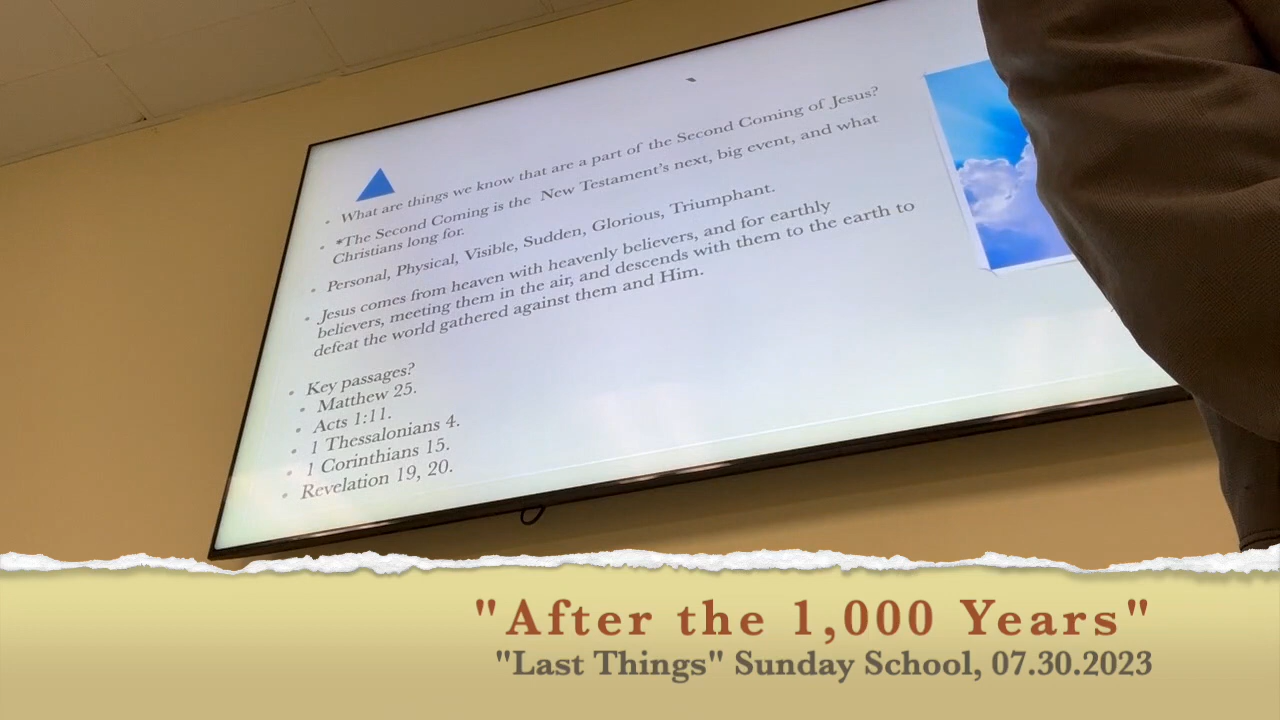 What are things we know that are a part of the Second Coming of Jesus?
*The Second Coming is the New Testament's next, big event, and what
Christians long for.
Personal, Physical, Visible, Sudden, Glorious, Triumphant.
Jesus comes from heaven with heavenly believers, and for earthly
believers, meeting them in the air, and descends with them to the earth to
defeat the world gathered against them and Him.
Key passages?
Matthew 25.
Acts 1:11.
1 Thessalonians 4.
1 Corinthians 15.
Revelation 19, 20.
"After the 1,000 Years"
"Last Things" Sunday School, 07.30.2023